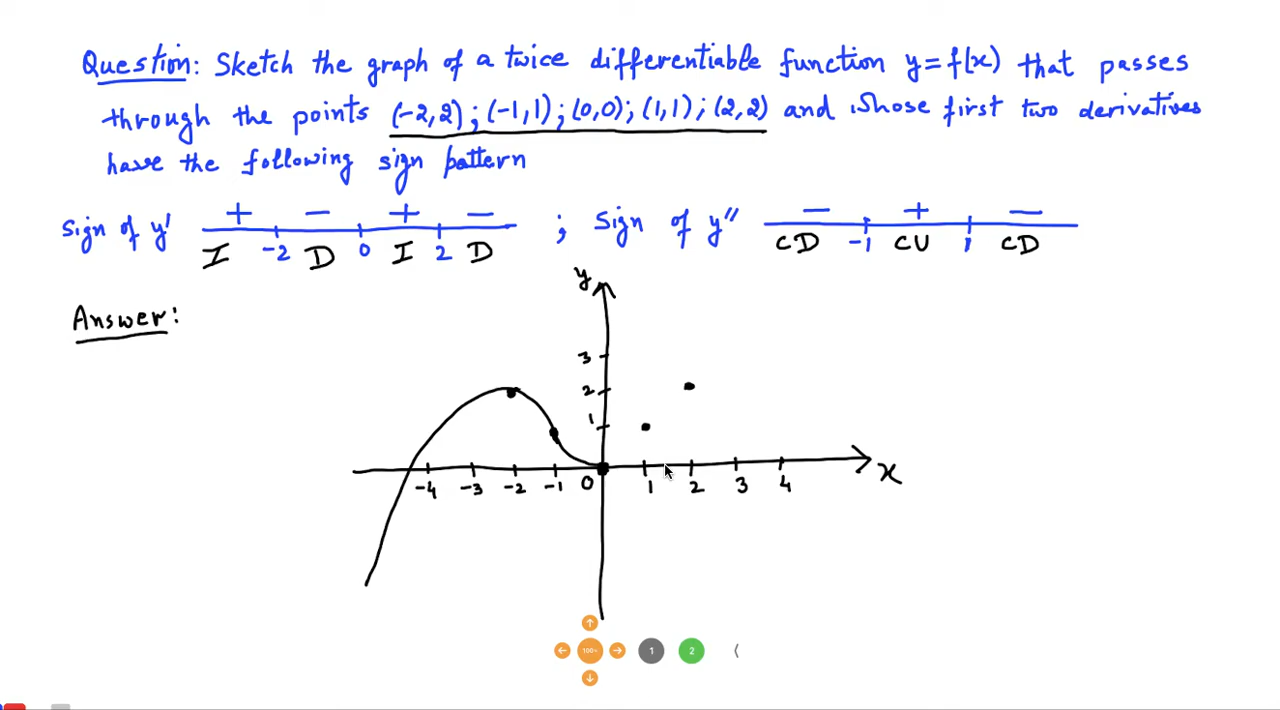 Question: Sketch the graph of a twice differentiable function y=f(x) that passes
through the points (-2,2); (-1,1); (0,0); (1,1); (2,2) and whose first two derivatives
have the following sign pattern
+ - + - - + -
Sign of y' -2 0 2 ; Sign of y'' -1 1
I D I D CD CU CD
Answer:
y
3
2
1
-4 -3 -2 -1 0 1 2 3 4 x
100% 1 2